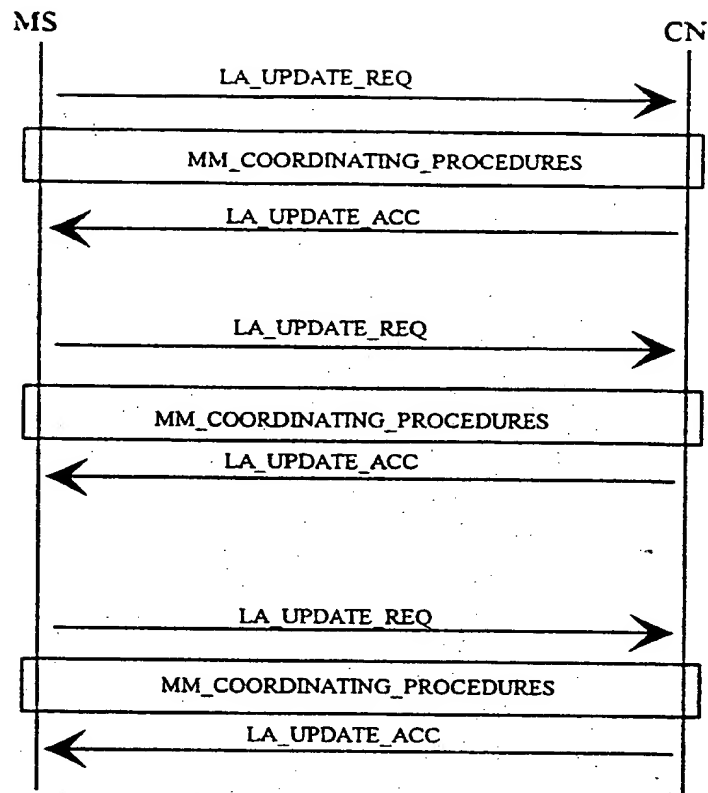 MS
CN
LA_UPDATE_REQ
MM_COORDINATING_PROCEDURES
LA_UPDATE_ACC
LA_UPDATE_REQ
MM_COORDINATING_PROCEDURES
LA_UPDATE_ACC
LA_UPDATE_REQ
MM_COORDINATING_PROCEDURES
LA_UPDATE_ACC